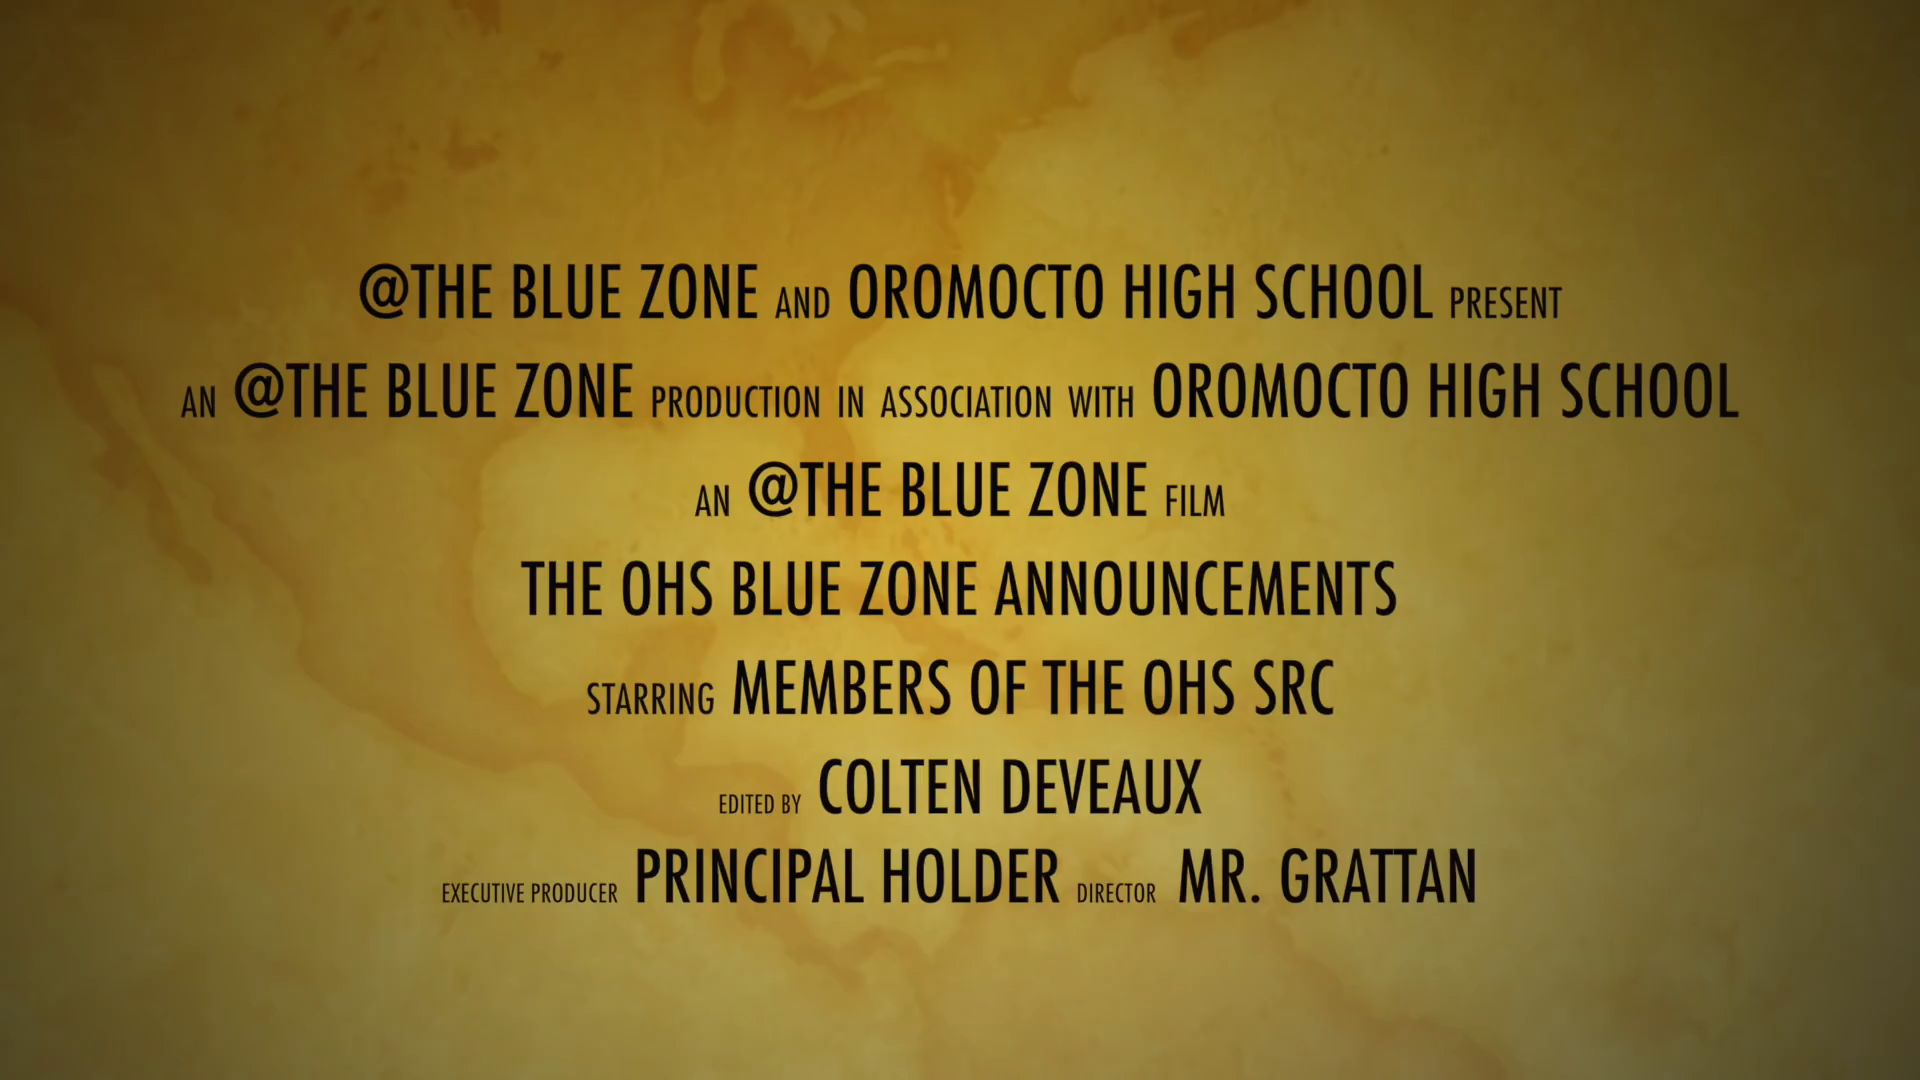 @THE BLUE ZONE AND OROMOCTO HIGH SCHOOL PRESENT
AN @THE BLUE ZONE PRODUCTION IN ASSOCIATION WITH OROMOCTO HIGH SCHOOL
AN @THE BLUE ZONE FILM
THE OHS BLUE ZONE ANNOUNCEMENTS
STARRING MEMBERS OF THE OHS SRC
EDITED BY COLTEN DEVEAUX
EXECUTIVE PRODUCER PRINCIPAL HOLDER DIRECTOR MR. GRATTAN